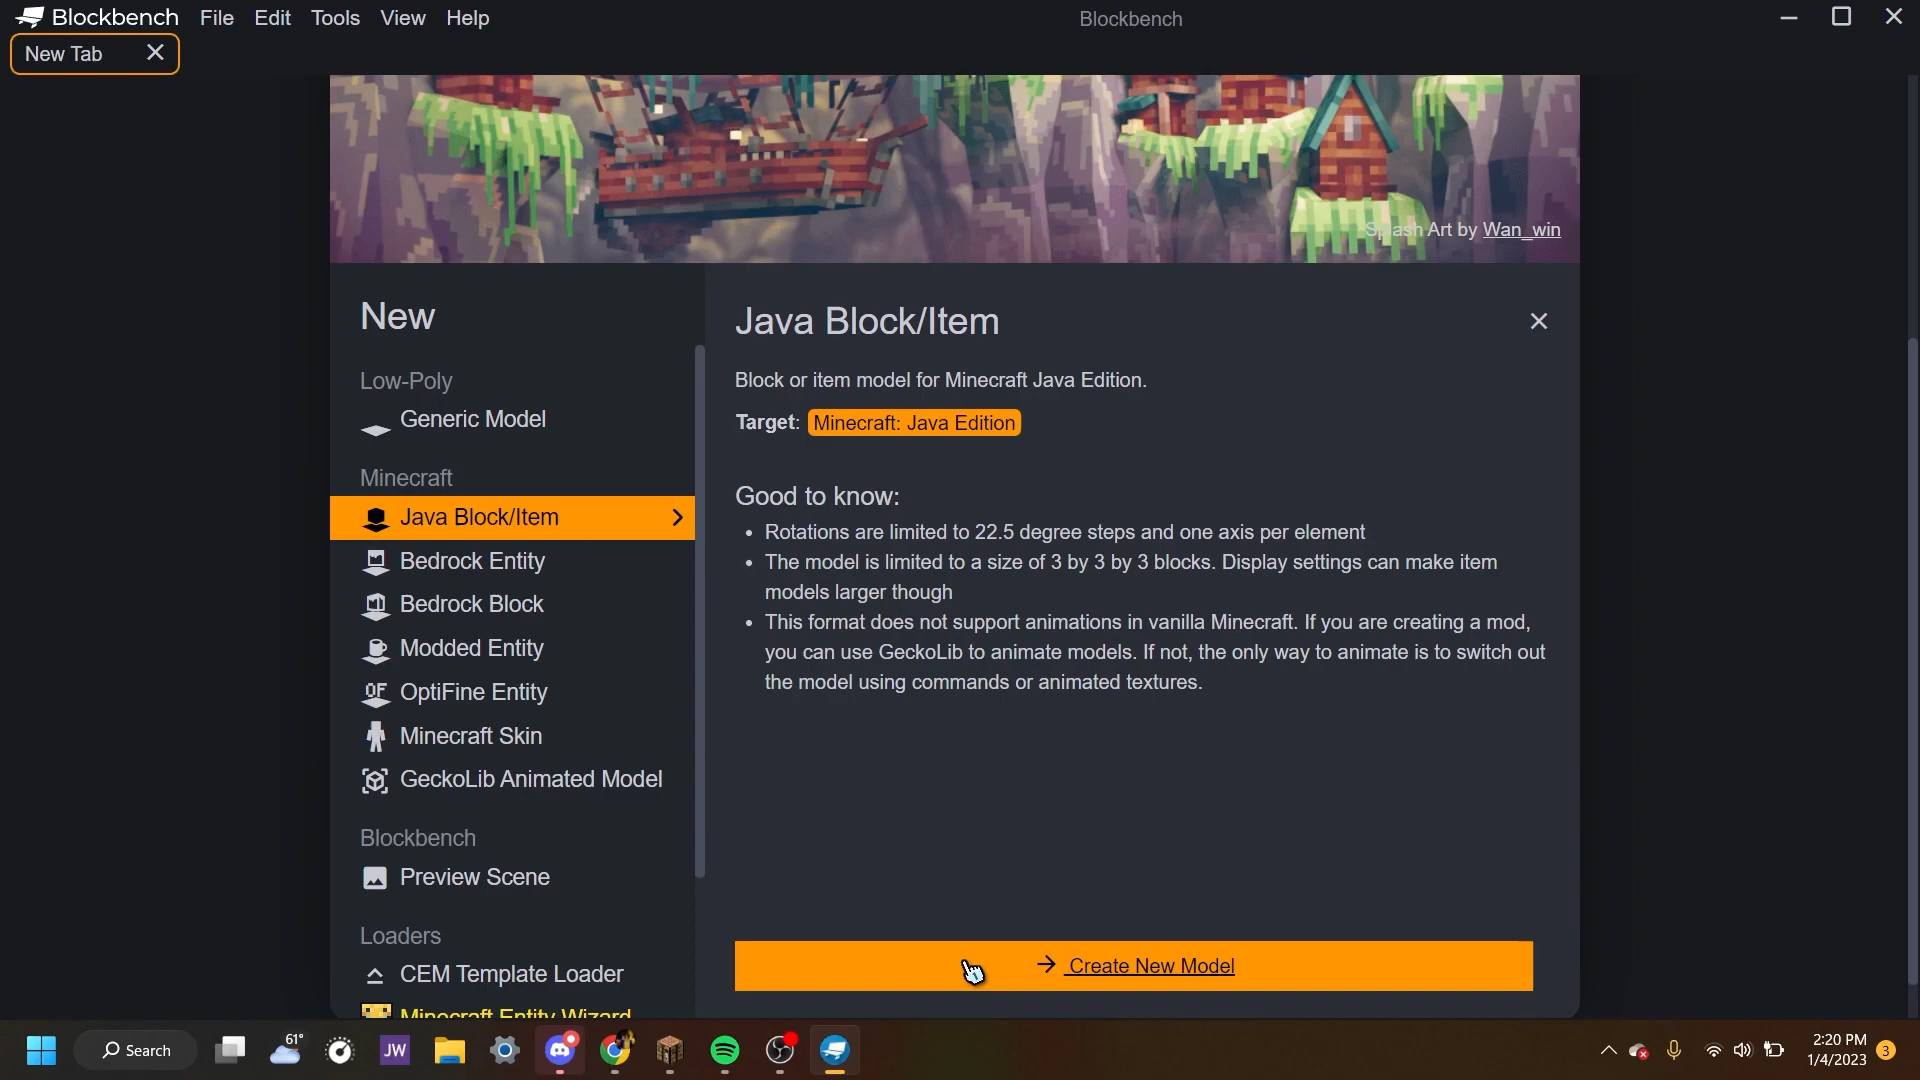 Blockbench File Edit Tools View Help
Blockbench
New Tab
Splash Art by Wan_win
New
Low-Poly
Generic Model
Minecraft
Java Block/Item
Bedrock Entity
Bedrock Block
Modded Entity
OptiFine Entity
Minecraft Skin
GeckoLib Animated Model
Blockbench
Preview Scene
Loaders
CEM Template Loader
Minecraft Entity Wizard
Java Block/Item
Block or item model for Minecraft Java Edition.
Target: Minecraft: Java Edition
Good to know:
• Rotations are limited to 22.5 degree steps and one axis per element
• The model is limited to a size of 3 by 3 by 3 blocks. Display settings can make item
models larger though
• This format does not support animations in vanilla Minecraft. If you are creating a mod,
you can use GeckoLib to animate models. If not, the only way to animate is to switch out
the model using commands or animated textures.
→ Create New Model
Search
61°
JW
2:20 PM
1/4/2023
3